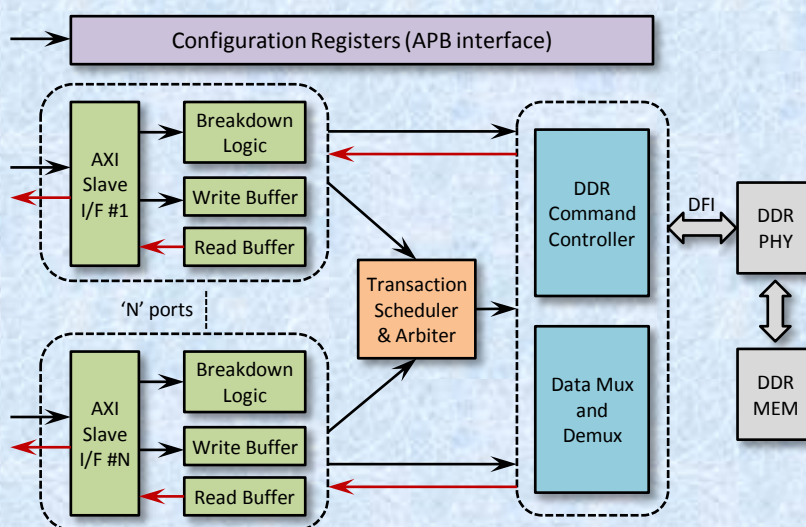 Configuration Registers (APB interface)
AXI
Slave
I/F #1
Breakdown
Logic
Write Buffer
Read Buffer
‘N’ ports
AXI
Slave
I/F #N
Breakdown
Logic
Write Buffer
Read Buffer
Transaction
Scheduler
& Arbiter
DDR
Command
Controller
Data Mux
and
Demux
DFI
DDR
PHY
DDR
MEM